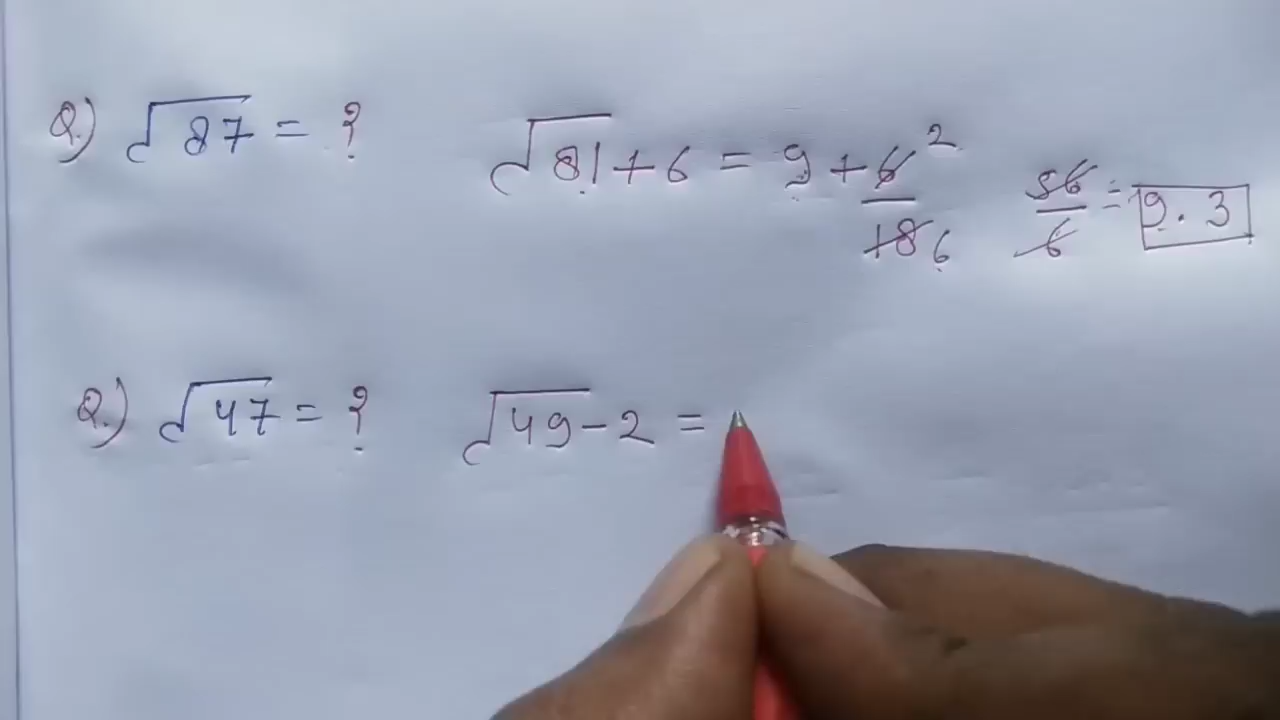 Q.) √87 = ? √81 + 6 = 9 + 6/18 2 6 56/6 = 9.3
Q.) √47 = ? √49 - 2 =